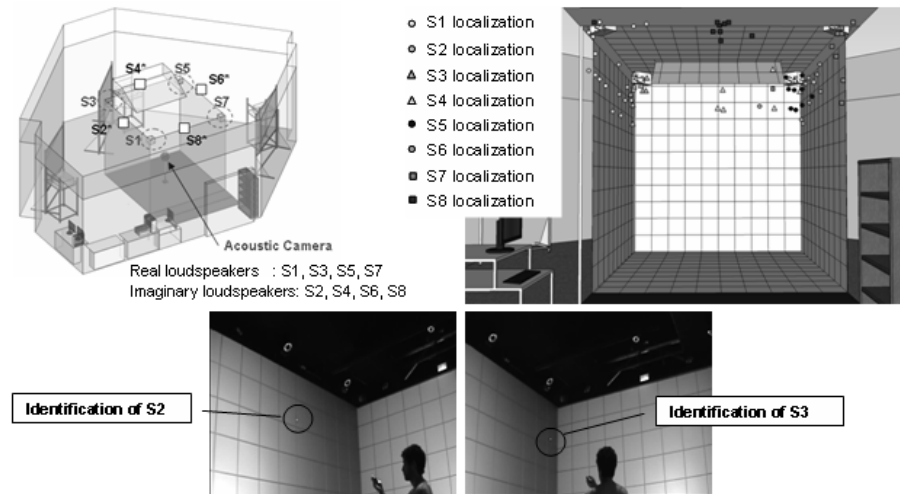 S4*
S5
S6*
S3
S7
S2*
S1
S8*
Acoustic Camera
Real loudspeakers : S1, S3, S5, S7
Imaginary loudspeakers: S2, S4, S6, S8
S1 localization
S2 localization
S3 localization
S4 localization
S5 localization
S6 localization
S7 localization
S8 localization
Identification of S2
Identification of S3